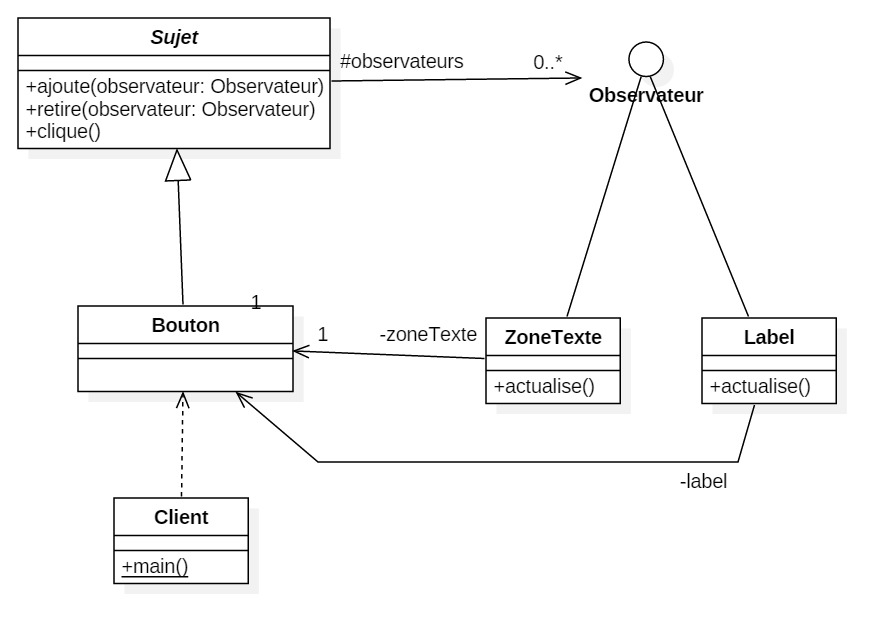 Sujet
+ajoute(observateur: Observateur)
+retire(observateur: Observateur)
+clique()
#observateurs
0..*
Observateur
1
Bouton
1
-zoneTexte
ZoneTexte
+actualise()
Label
+actualise()
-label
Client
+main()